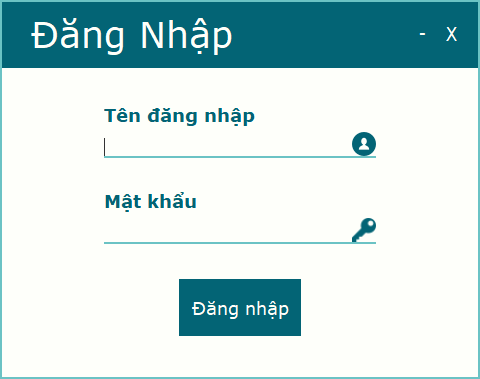 Đăng Nhập - X
Tên đăng nhập
Mật khẩu
Đăng nhập